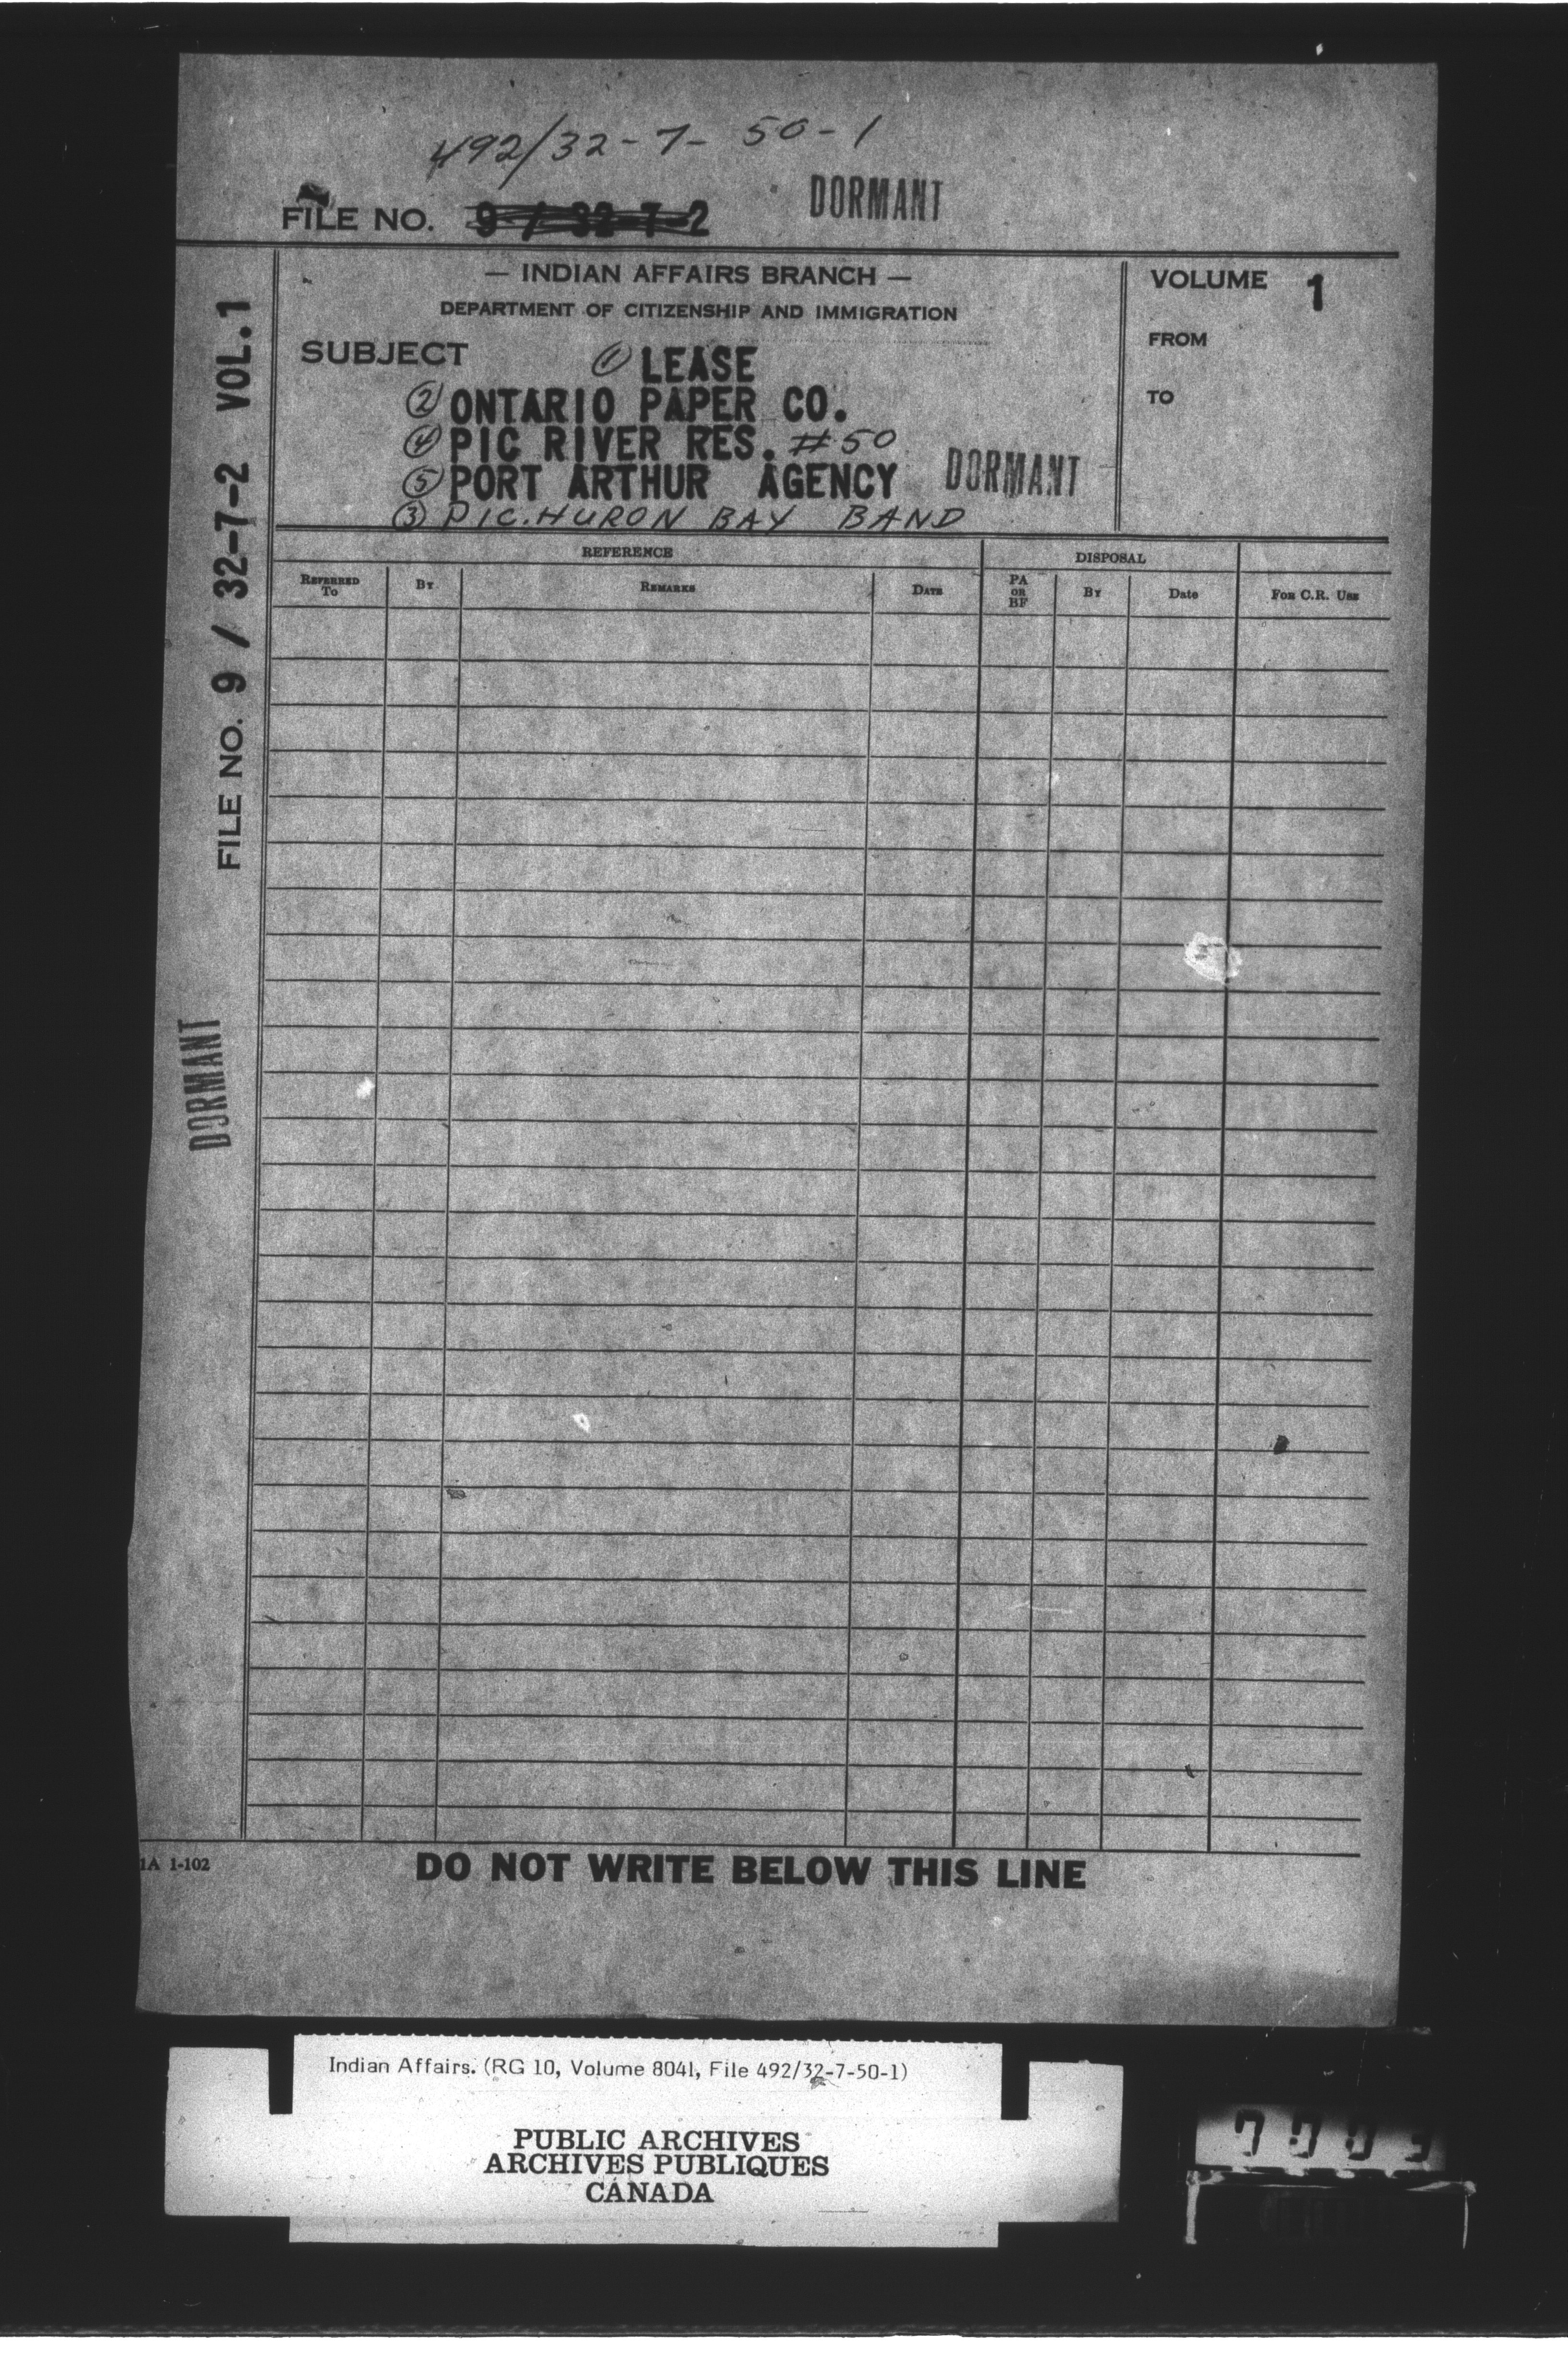 492/32-7-50-1
FILE NO. 9 / 32-7-2
DORMANT
— INDIAN AFFAIRS BRANCH —
DEPARTMENT OF CITIZENSHIP AND IMMIGRATION
VOLUME 1
FROM
TO
SUBJECT
① LEASE
② ONTARIO PAPER CO.
④ PIC RIVER RES. #50
⑤ PORT ARTHUR AGENCY
DORMANT
③ PIC. HURON BAY BAND
FILE NO. 9 / 32-7-2 VOL.1
DORMANT
REFERENCE
DISPOSAL
REFERRED TO
BY
REMARKS
DATE
PA OR BF
BY
Date
FOR C.R. USE
1A 1-102
DO NOT WRITE BELOW THIS LINE
Indian Affairs. (RG 10, Volume 8041, File 492/32-7-50-1)
PUBLIC ARCHIVES
ARCHIVES PUBLIQUES
CANADA